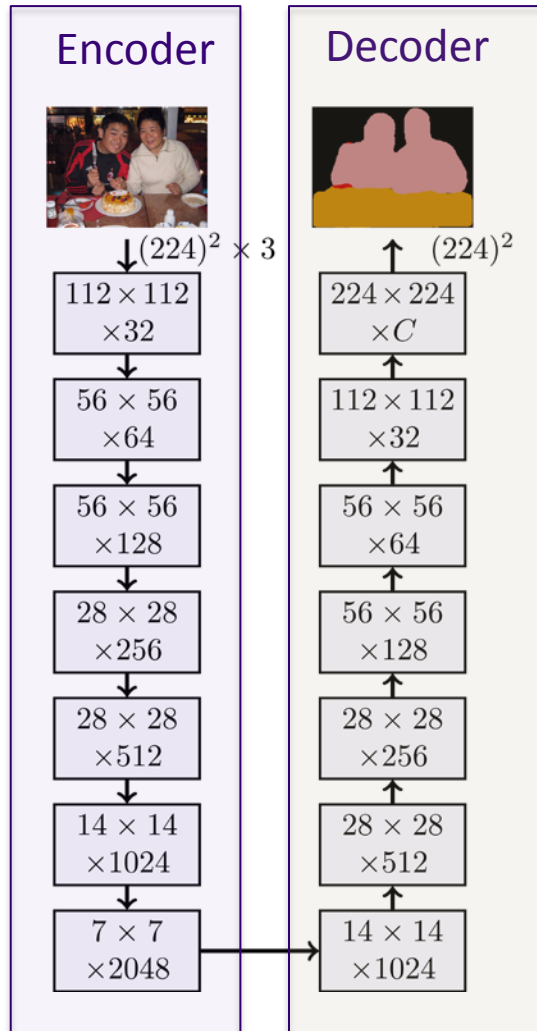 Encoder
(224)² × 3
112 × 112
×32
56 × 56
×64
56 × 56
×128
28 × 28
×256
28 × 28
×512
14 × 14
×1024
7 × 7
×2048
Decoder
(224)²
224 × 224
×C
112 × 112
×32
56 × 56
×64
56 × 56
×128
28 × 28
×256
28 × 28
×512
14 × 14
×1024